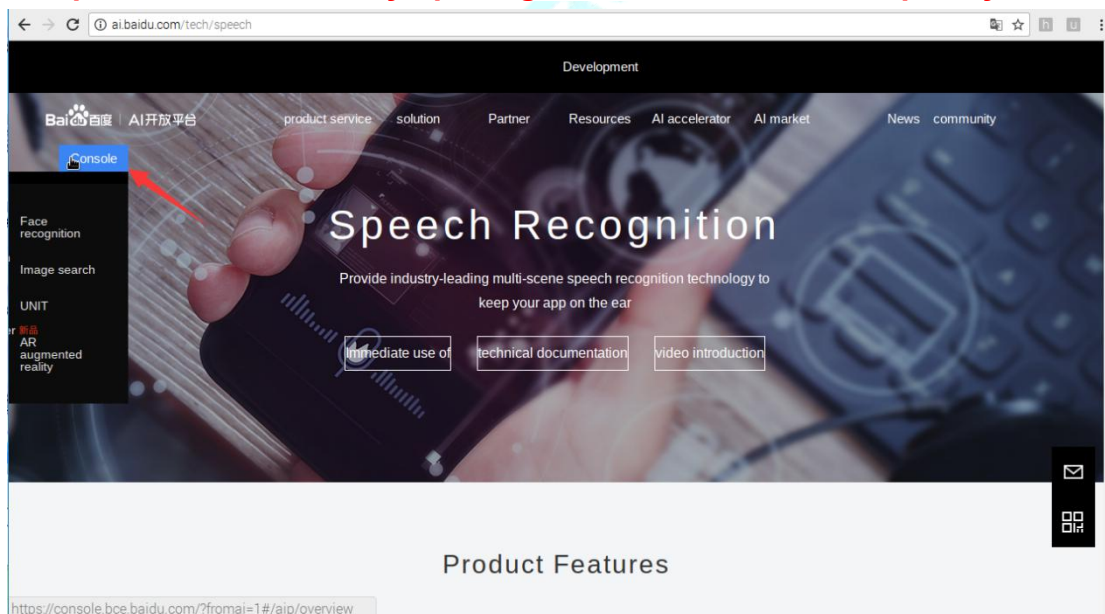 ai.baidu.com/tech/speech
Development
Bai du 百度 | AI开放平台
product service solution Partner Resources AI accelerator AI market News community
Console
Face
recognition
Image search
UNIT
er 新品
AR
augmented
reality
Speech Recognition
Provide industry-leading multi-scene speech recognition technology to
keep your app on the ear
Immediate use of technical documentation video introduction
Product Features
https://console.bce.baidu.com/?fromai=1#/aip/overview